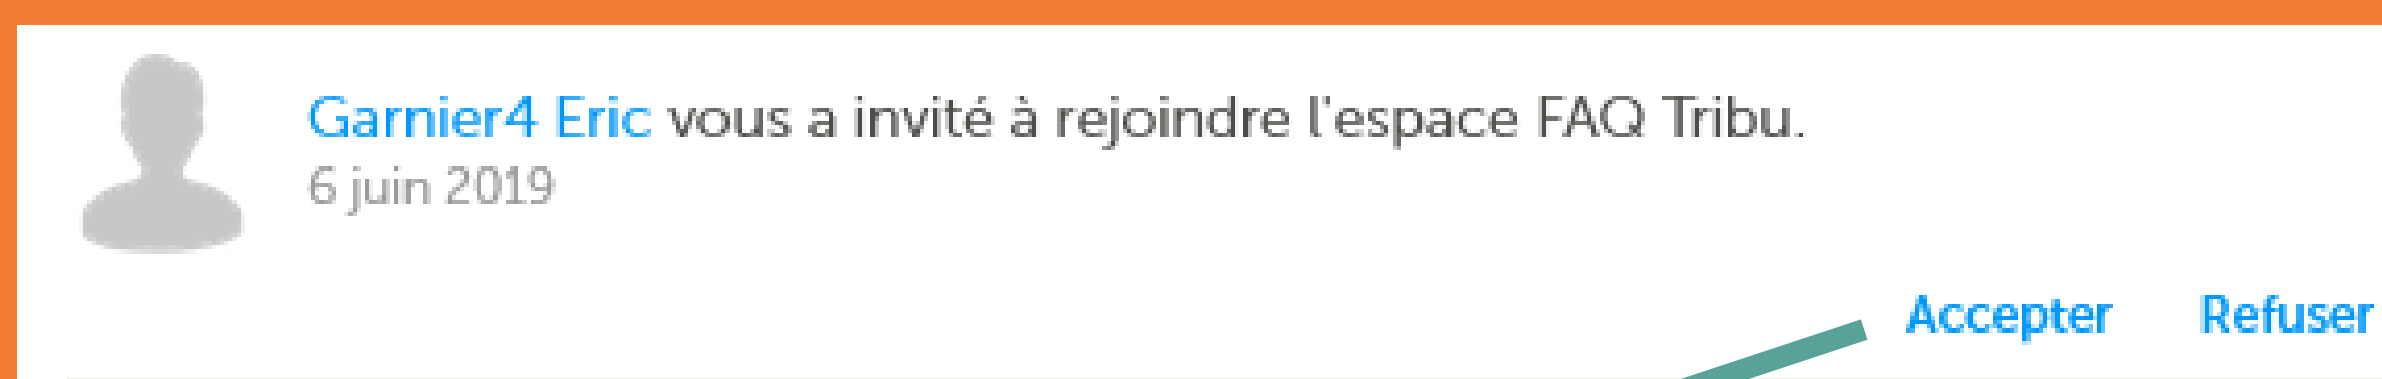 Garnier4 Eric vous a invité à rejoindre l'espace FAQ Tribu.
6 juin 2019
Accepter Refuser